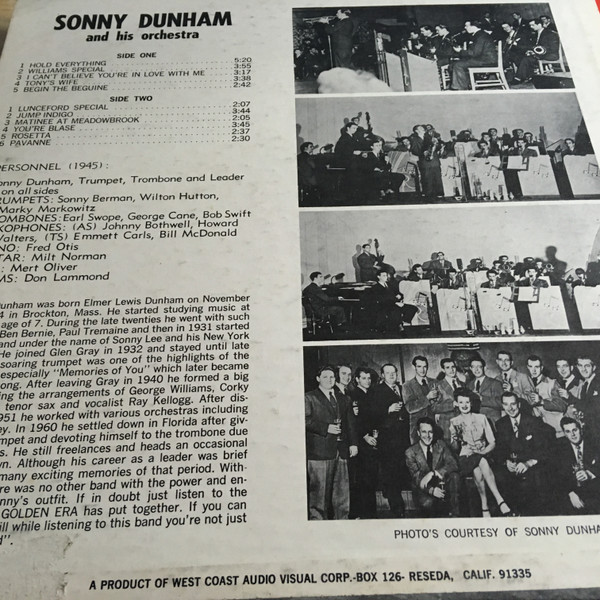 SONNY DUNHAM
and his orchestra
SIDE ONE
1 HOLD EVERYTHING 5:20
2 WILLIAMS SPECIAL 3:55
3 I CAN'T BELIEVE YOU'RE IN LOVE WITH ME 3:17
4 TONY'S WIFE 3:38
5 BEGIN THE BEGUINE 2:42
SIDE TWO
1 LUNCEFORD SPECIAL 2:07
2 JUMP INDIGO 3:44
3 MATINEE AT MEADOWBROOK 2:05
4 YOU'RE BLASE 3:45
5 ROSETTA 2:37
6 PAVANNE 2:30
PERSONNEL (1945):
onny Dunham, Trumpet, Trombone and Leader
on all sides
RUMPETS: Sonny Berman, Wilton Hutton,
Marky Markowitz
OMBONES: Earl Swope, George Cane, Bob Swift
XOPHONES: (AS) Johnny Bothwell, Howard
Walters, (TS) Emmett Carls, Bill McDonald
NO: Fred Otis
TAR: Milt Norman
: Mert Oliver
MS: Don Lammond
Dunham was born Elmer Lewis Dunham on November
4 in Brockton, Mass. He started studying music at
age of 7. During the late twenties he went with such
Ben Bernie, Paul Tremaine and then in 1931 started
and under the name of Sonny Lee and his New York
He joined Glen Gray in 1932 and stayed until late
soaring trumpet was one of the highlights of the
especially "Memories of You" which later became
ong. After leaving Gray in 1940 he formed a big
ing the arrangements of George Williams, Corky
tenor sax and vocalist Ray Kellogg. After dis-
951 he worked with various orchestras including
ey. In 1960 he settled down in Florida after giv-
mpet and devoting himself to the trombone due
s. He still freelances and heads an occasional
wn. Although his career as a leader was brief
many exciting memories of that period. With-
re was no other band with the power and en-
nny's outfit. If in doubt just listen to the
GOLDEN ERA has put together. If you can
ill while listening to this band you're not just
d".
PHOTO'S COURTESY OF SONNY DUNHA
A PRODUCT OF WEST COAST AUDIO VISUAL CORP.-BOX 126- RESEDA, CALIF. 91335